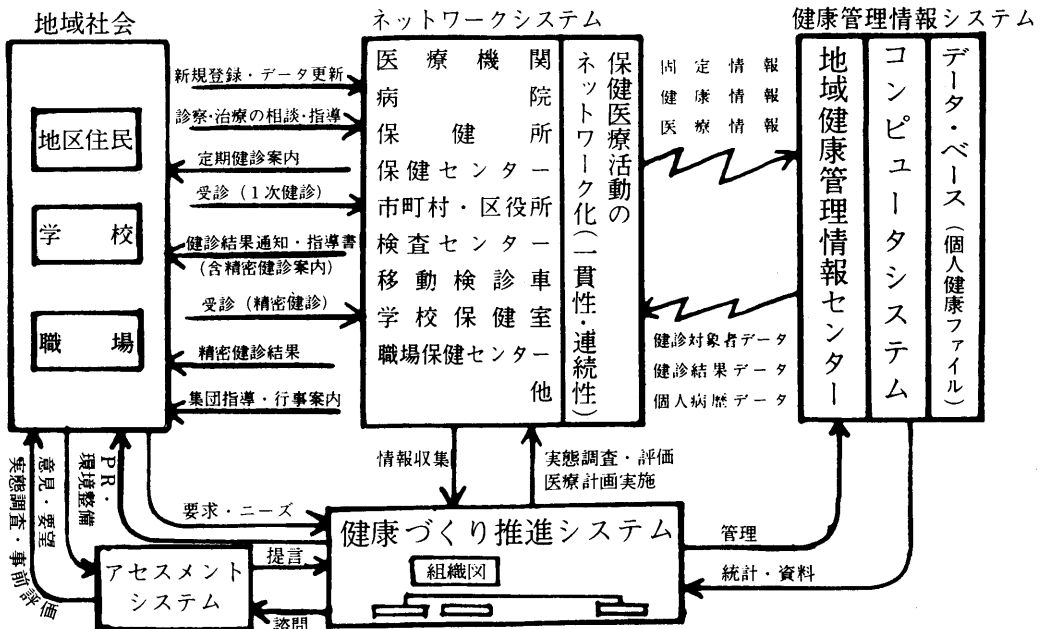 地域社会
ネットワークシステム
健康管理情報システム
地区住民
学校
職場
新規登録・データ更新
診察・治療の相談・指導
定期健診案内
受診（1次健診）
健診結果通知・指導書
（含精密健診案内）
受診（精密健診）
精密健診結果
集団指導・行事案内
医療機関
病院
保健所
保健センター
市町村・区役所
検査センター
移動検診車
学校保健室
職場保健センター
他
保健医療活動の
ネットワーク化（一貫性・連続性）
固定情報
健康情報
医療情報
健診対象者データ
健診結果データ
個人病歴データ
地域健康管理情報センター
コンピュータシステム
データ・ベース（個人健康ファイル）
情報収集
実態調査・評価
医療計画実施
PR・
環境整備
意見・要望
実態調査・事前評価
要求・ニーズ
健康づくり推進システム
組織図
管理
統計・資料
アセスメント
システム
提言
諮問